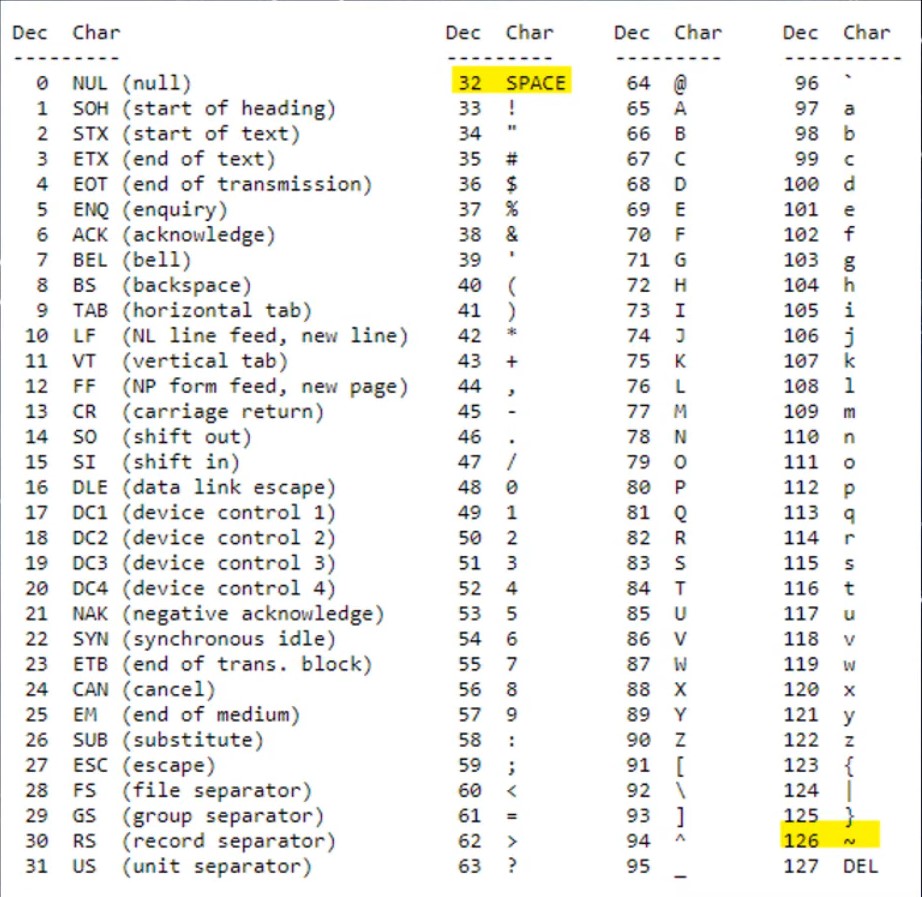 Dec Char Dec Char Dec Char Dec Char
--------- --------- --------- ----------
0 NUL (null) 32 SPACE 64 @ 96 `
1 SOH (start of heading) 33 ! 65 A 97 a
2 STX (start of text) 34 " 66 B 98 b
3 ETX (end of text) 35 # 67 C 99 c
4 EOT (end of transmission) 36 $ 68 D 100 d
5 ENQ (enquiry) 37 % 69 E 101 e
6 ACK (acknowledge) 38 & 70 F 102 f
7 BEL (bell) 39 ' 71 G 103 g
8 BS (backspace) 40 ( 72 H 104 h
9 TAB (horizontal tab) 41 ) 73 I 105 i
10 LF (NL line feed, new line) 42 * 74 J 106 j
11 VT (vertical tab) 43 + 75 K 107 k
12 FF (NP form feed, new page) 44 , 76 L 108 l
13 CR (carriage return) 45 - 77 M 109 m
14 SO (shift out) 46 . 78 N 110 n
15 SI (shift in) 47 / 79 O 111 o
16 DLE (data link escape) 48 0 80 P 112 p
17 DC1 (device control 1) 49 1 81 Q 113 q
18 DC2 (device control 2) 50 2 82 R 114 r
19 DC3 (device control 3) 51 3 83 S 115 s
20 DC4 (device control 4) 52 4 84 T 116 t
21 NAK (negative acknowledge) 53 5 85 U 117 u
22 SYN (synchronous idle) 54 6 86 V 118 v
23 ETB (end of trans. block) 55 7 87 W 119 w
24 CAN (cancel) 56 8 88 X 120 x
25 EM (end of medium) 57 9 89 Y 121 y
26 SUB (substitute) 58 : 90 Z 122 z
27 ESC (escape) 59 ; 91 [ 123 {
28 FS (file separator) 60 < 92 \ 124 |
29 GS (group separator) 61 = 93 ] 125 }
30 RS (record separator) 62 > 94 ^ 126 ~
31 US (unit separator) 63 ? 95 _ 127 DEL